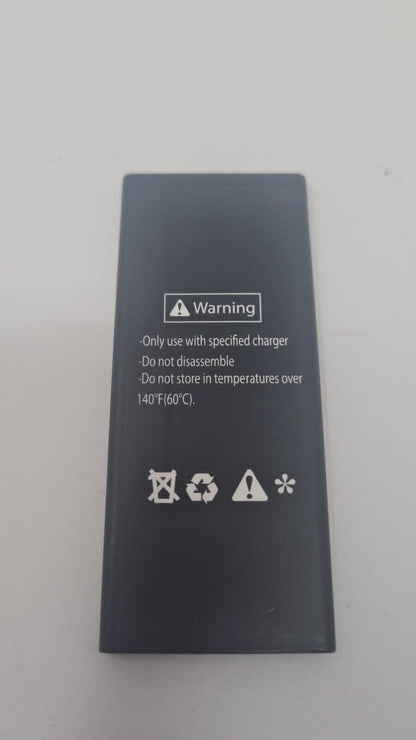 Warning
-Only use with specified charger
-Do not disassemble
-Do not store in temperatures over
140°F(60°C).